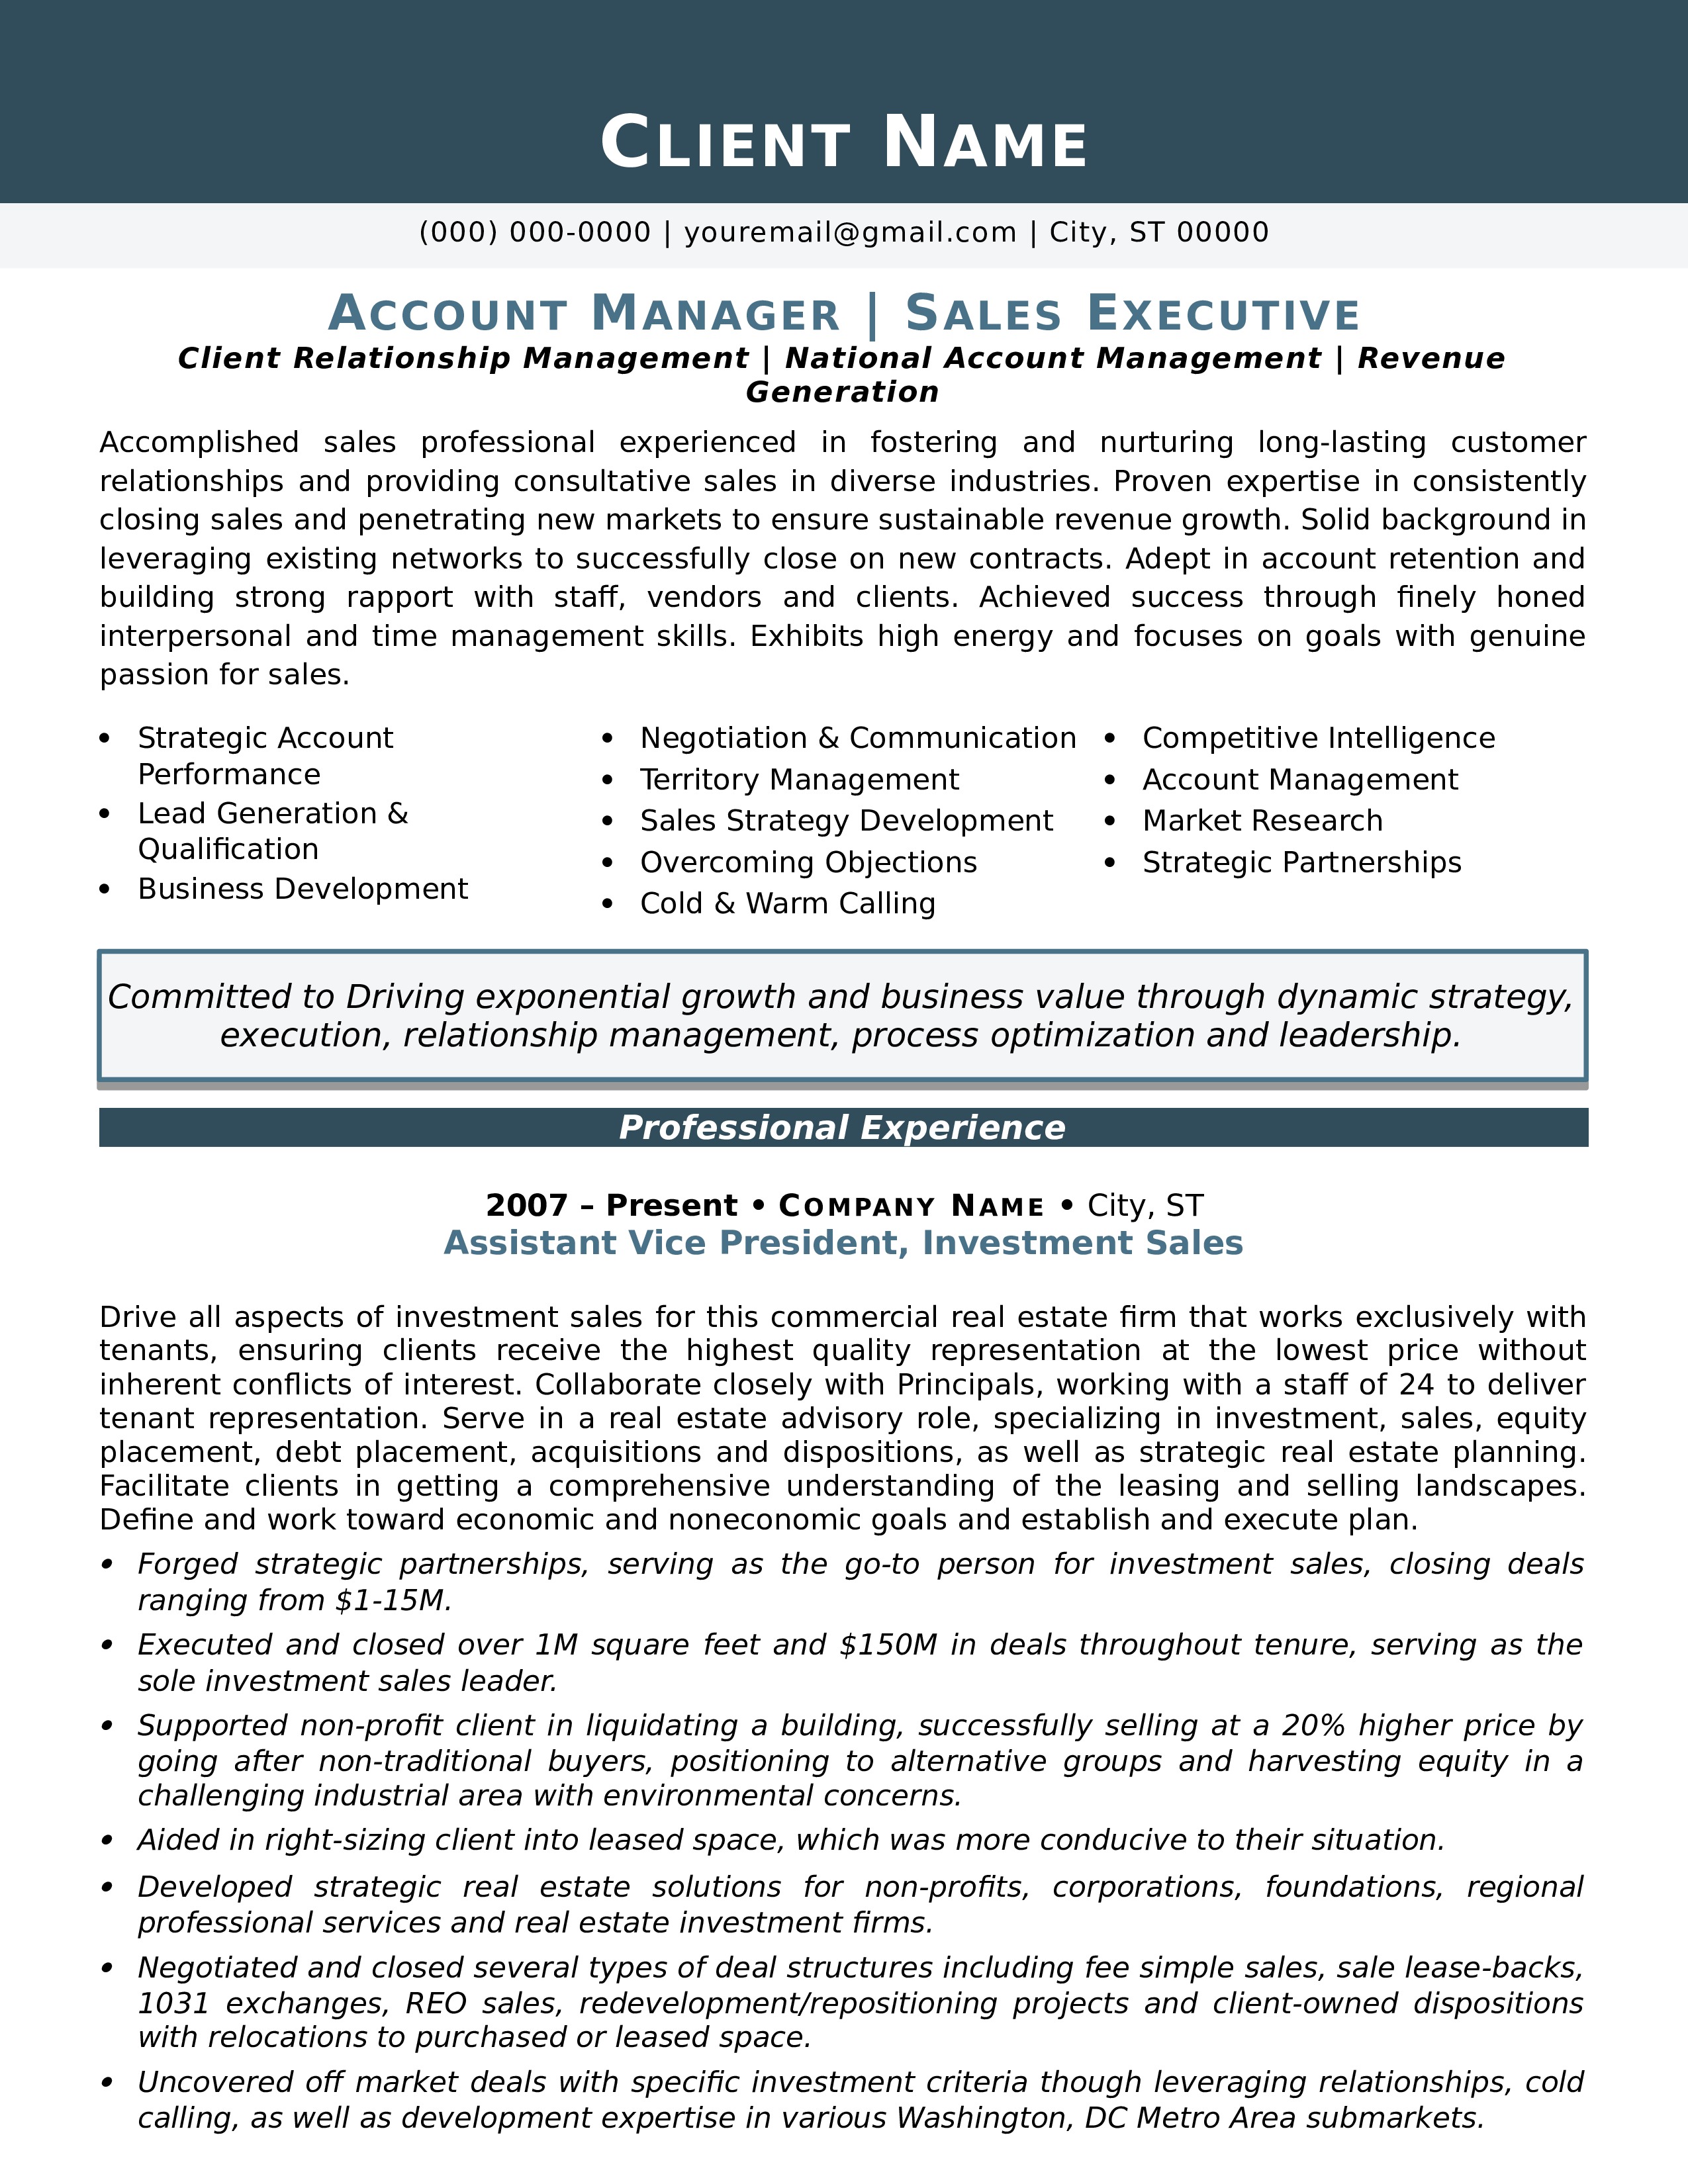 Client Name
(000) 000-0000 | youremail@gmail.com | City, ST 00000
Account Manager | Sales Executive
Client Relationship Management | National Account Management | Revenue
Generation
Accomplished sales professional experienced in fostering and nurturing long-lasting customer
relationships and providing consultative sales in diverse industries. Proven expertise in consistently
closing sales and penetrating new markets to ensure sustainable revenue growth. Solid background in
leveraging existing networks to successfully close on new contracts. Adept in account retention and
building strong rapport with staff, vendors and clients. Achieved success through finely honed
interpersonal and time management skills. Exhibits high energy and focuses on goals with genuine
passion for sales.
• Strategic Account
Performance
• Lead Generation &
Qualification
• Business Development
• Negotiation & Communication
• Territory Management
• Sales Strategy Development
• Overcoming Objections
• Cold & Warm Calling
• Competitive Intelligence
• Account Management
• Market Research
• Strategic Partnerships
Committed to Driving exponential growth and business value through dynamic strategy,
execution, relationship management, process optimization and leadership.
Professional Experience
2007 – Present • Company Name • City, ST
Assistant Vice President, Investment Sales
Drive all aspects of investment sales for this commercial real estate firm that works exclusively with
tenants, ensuring clients receive the highest quality representation at the lowest price without
inherent conflicts of interest. Collaborate closely with Principals, working with a staff of 24 to deliver
tenant representation. Serve in a real estate advisory role, specializing in investment, sales, equity
placement, debt placement, acquisitions and dispositions, as well as strategic real estate planning.
Facilitate clients in getting a comprehensive understanding of the leasing and selling landscapes.
Define and work toward economic and noneconomic goals and establish and execute plan.
• Forged strategic partnerships, serving as the go-to person for investment sales, closing deals
ranging from $1-15M.
• Executed and closed over 1M square feet and $150M in deals throughout tenure, serving as the
sole investment sales leader.
• Supported non-profit client in liquidating a building, successfully selling at a 20% higher price by
going after non-traditional buyers, positioning to alternative groups and harvesting equity in a
challenging industrial area with environmental concerns.
• Aided in right-sizing client into leased space, which was more conducive to their situation.
• Developed strategic real estate solutions for non-profits, corporations, foundations, regional
professional services and real estate investment firms.
• Negotiated and closed several types of deal structures including fee simple sales, sale lease-backs,
1031 exchanges, REO sales, redevelopment/repositioning projects and client-owned dispositions
with relocations to purchased or leased space.
• Uncovered off market deals with specific investment criteria though leveraging relationships, cold
calling, as well as development expertise in various Washington, DC Metro Area submarkets.